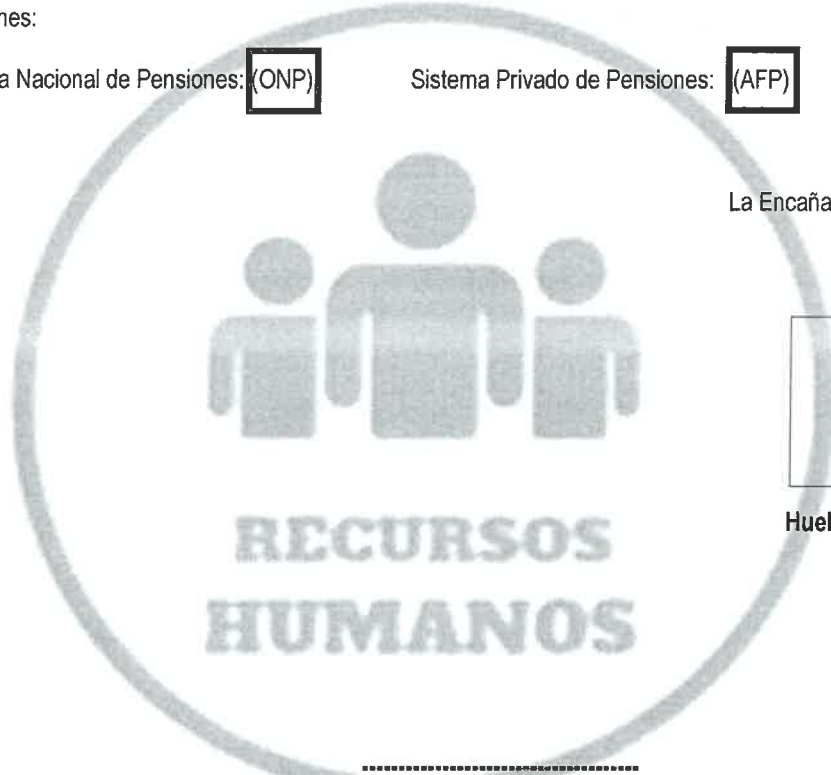 nes:
a Nacional de Pensiones: (ONP) Sistema Privado de Pensiones: (AFP)
La Encaña
Huel
RECURSOS
HUMANOS